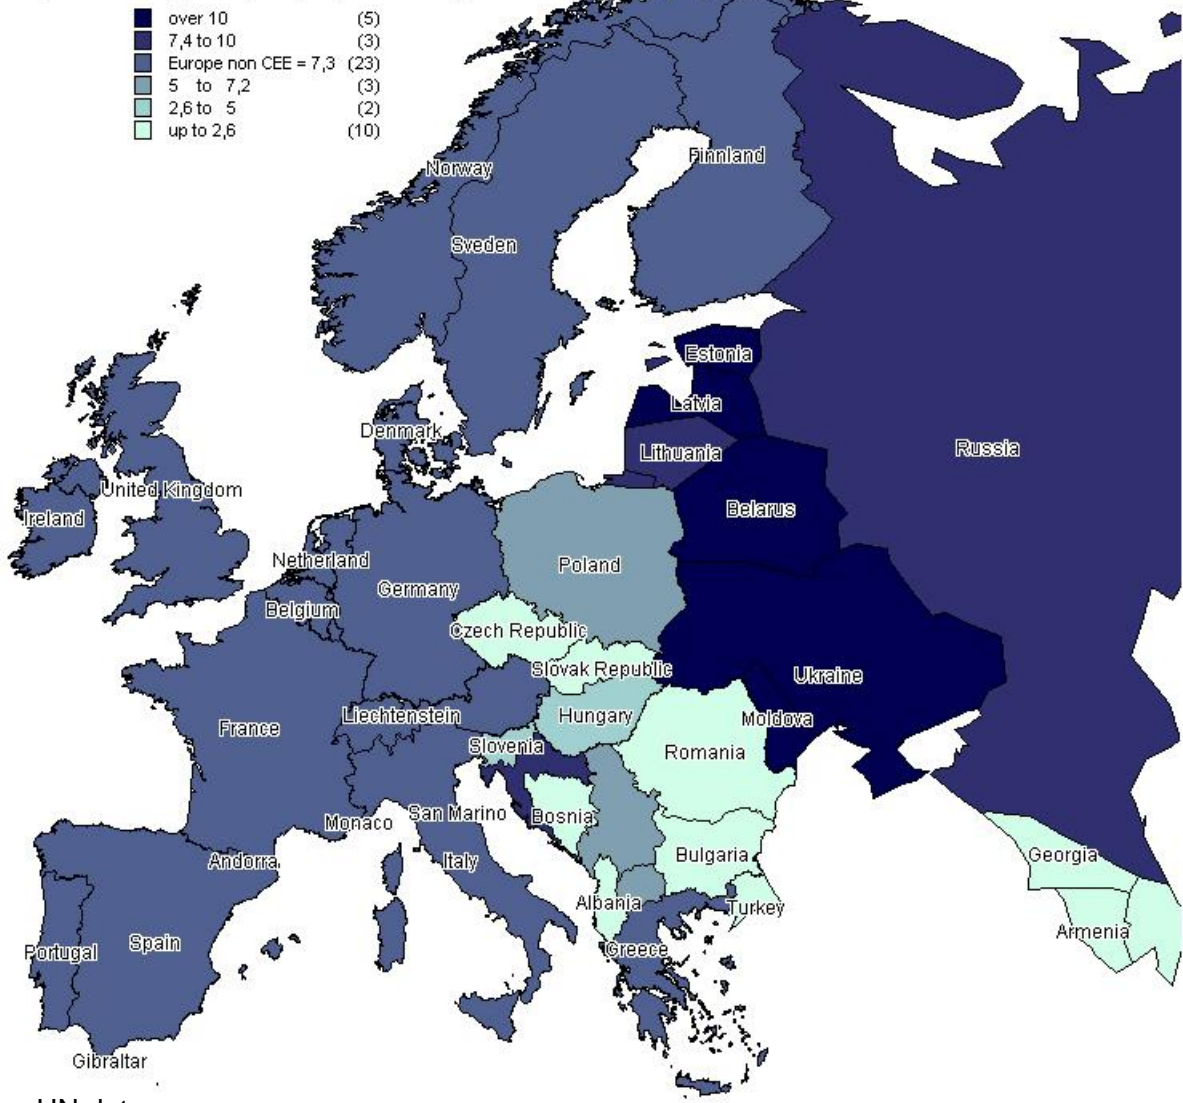 over 10 (5)
7,4 to 10 (3)
Europe non CEE = 7,3 (23)
5 to 7,2 (3)
2,6 to 5 (2)
up to 2,6 (10)
Norway
Finnland
Sveden
Estonia
Latvia
Denmark
Lithuania
Russia
United Kingdom
Ireland
Belarus
Netherland
Poland
Germany
Belgium
Czech Republic
Slovak Republic
Ukraine
Liechtenstein
Hungary
Moldova
France
Slovenia
Romania
San Marino
Bosnia
Monaco
Bulgaria
Georgia
Andorra
Italy
Albania
Turkey
Armenia
Portugal
Spain
Greece
Gibraltar